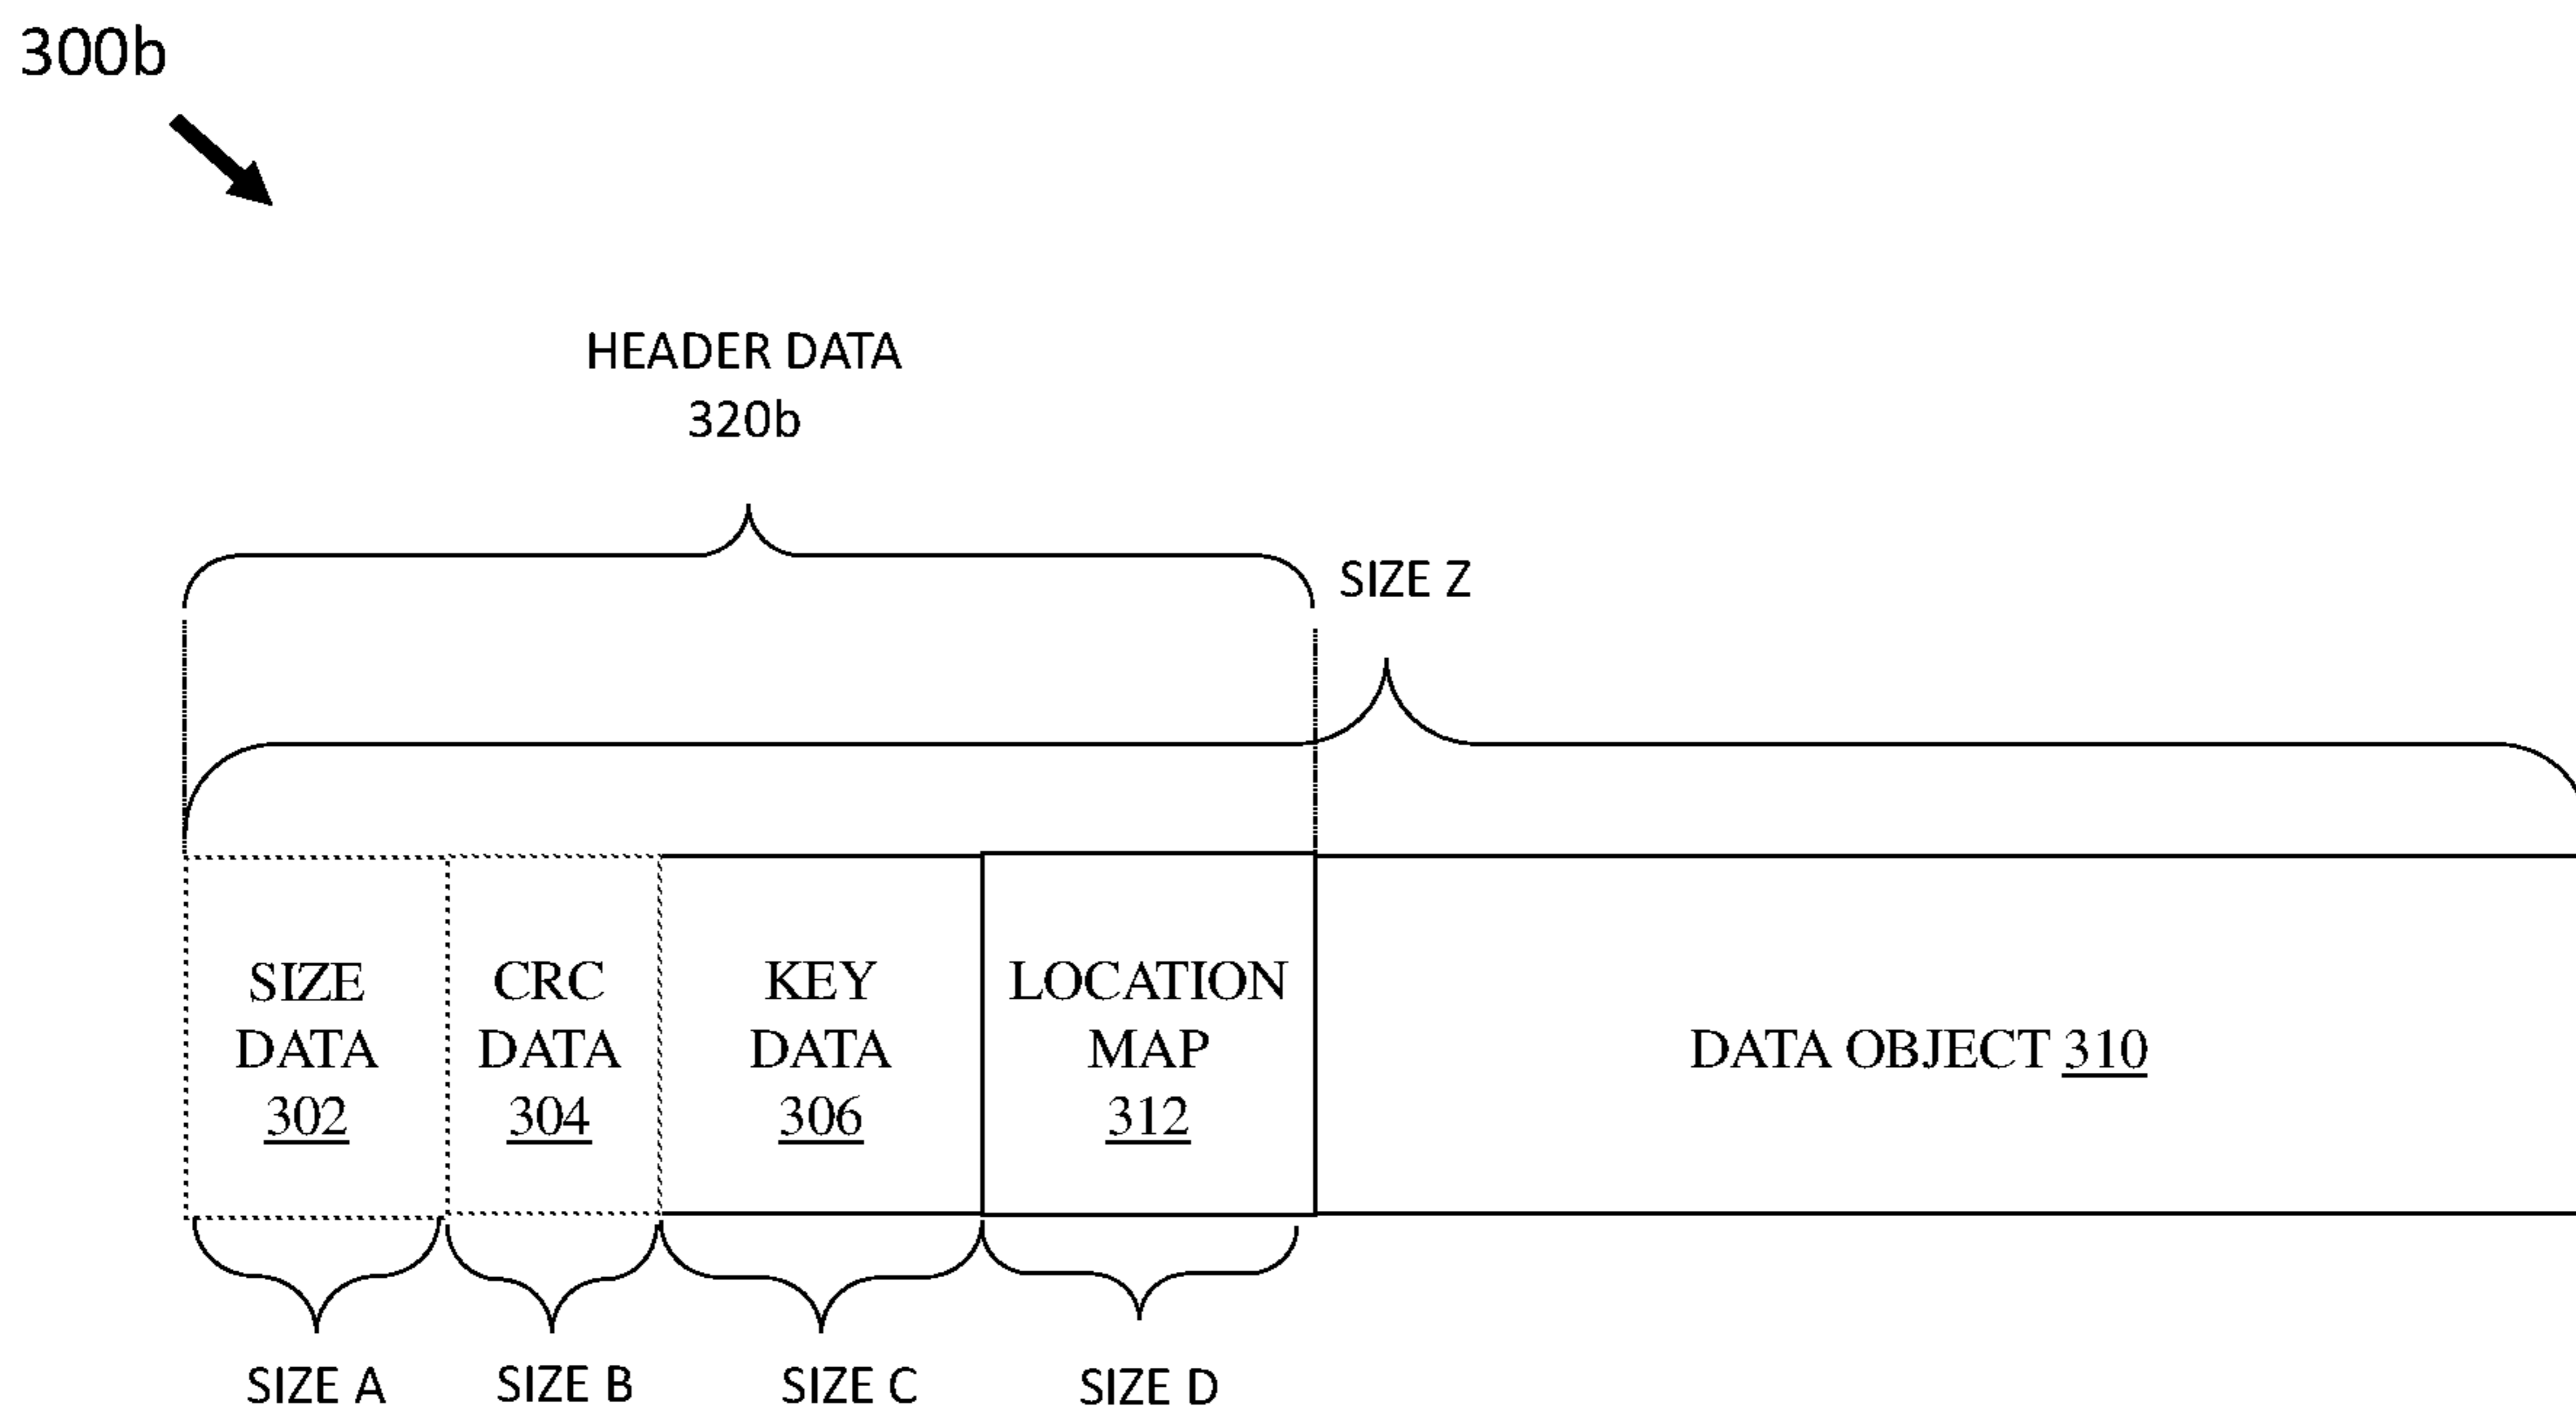 300b
HEADER DATA
320b
SIZE Z
SIZE
DATA
302
CRC
DATA
304
KEY
DATA
306
LOCATION
MAP
312
DATA OBJECT 310
SIZE A
SIZE B
SIZE C
SIZE D